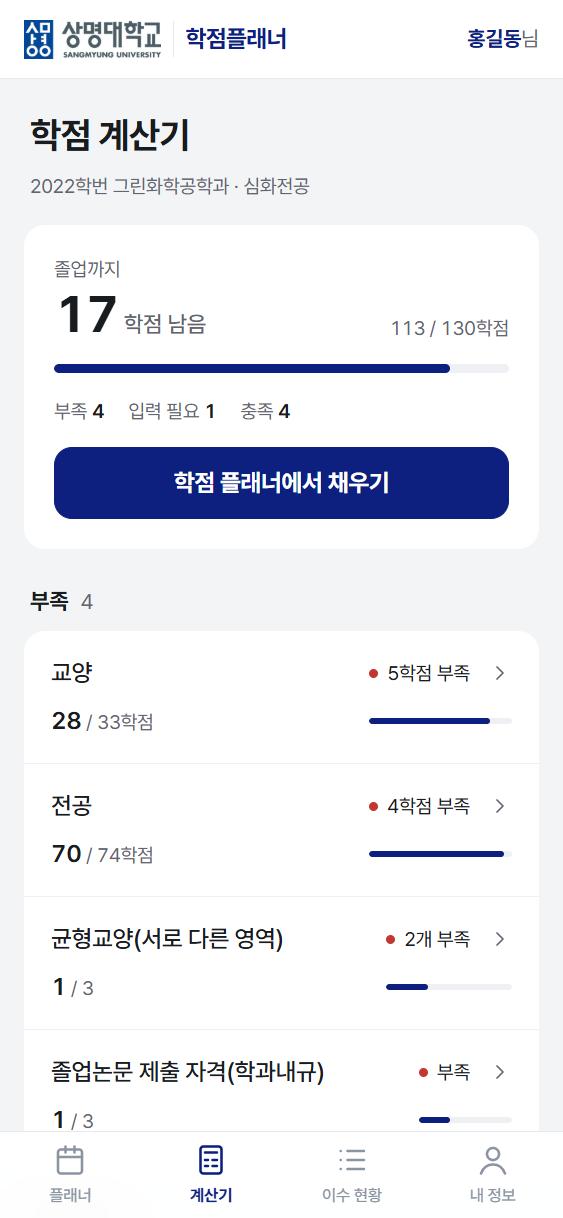 상명
상명대학교
SANGMYUNG UNIVERSITY
학점플래너
홍길동님
학점 계산기
2022학번 그린화학공학과 · 심화전공
졸업까지
17 학점 남음
113 / 130학점
부족 4 입력 필요 1 충족 4
학점 플래너에서 채우기
부족 4
교양
5학점 부족
28 / 33학점
전공
4학점 부족
70 / 74학점
균형교양(서로 다른 영역)
2개 부족
1 / 3
졸업논문 제출 자격(학과내규)
부족
1 / 3
플래너
계산기
이수 현황
내 정보